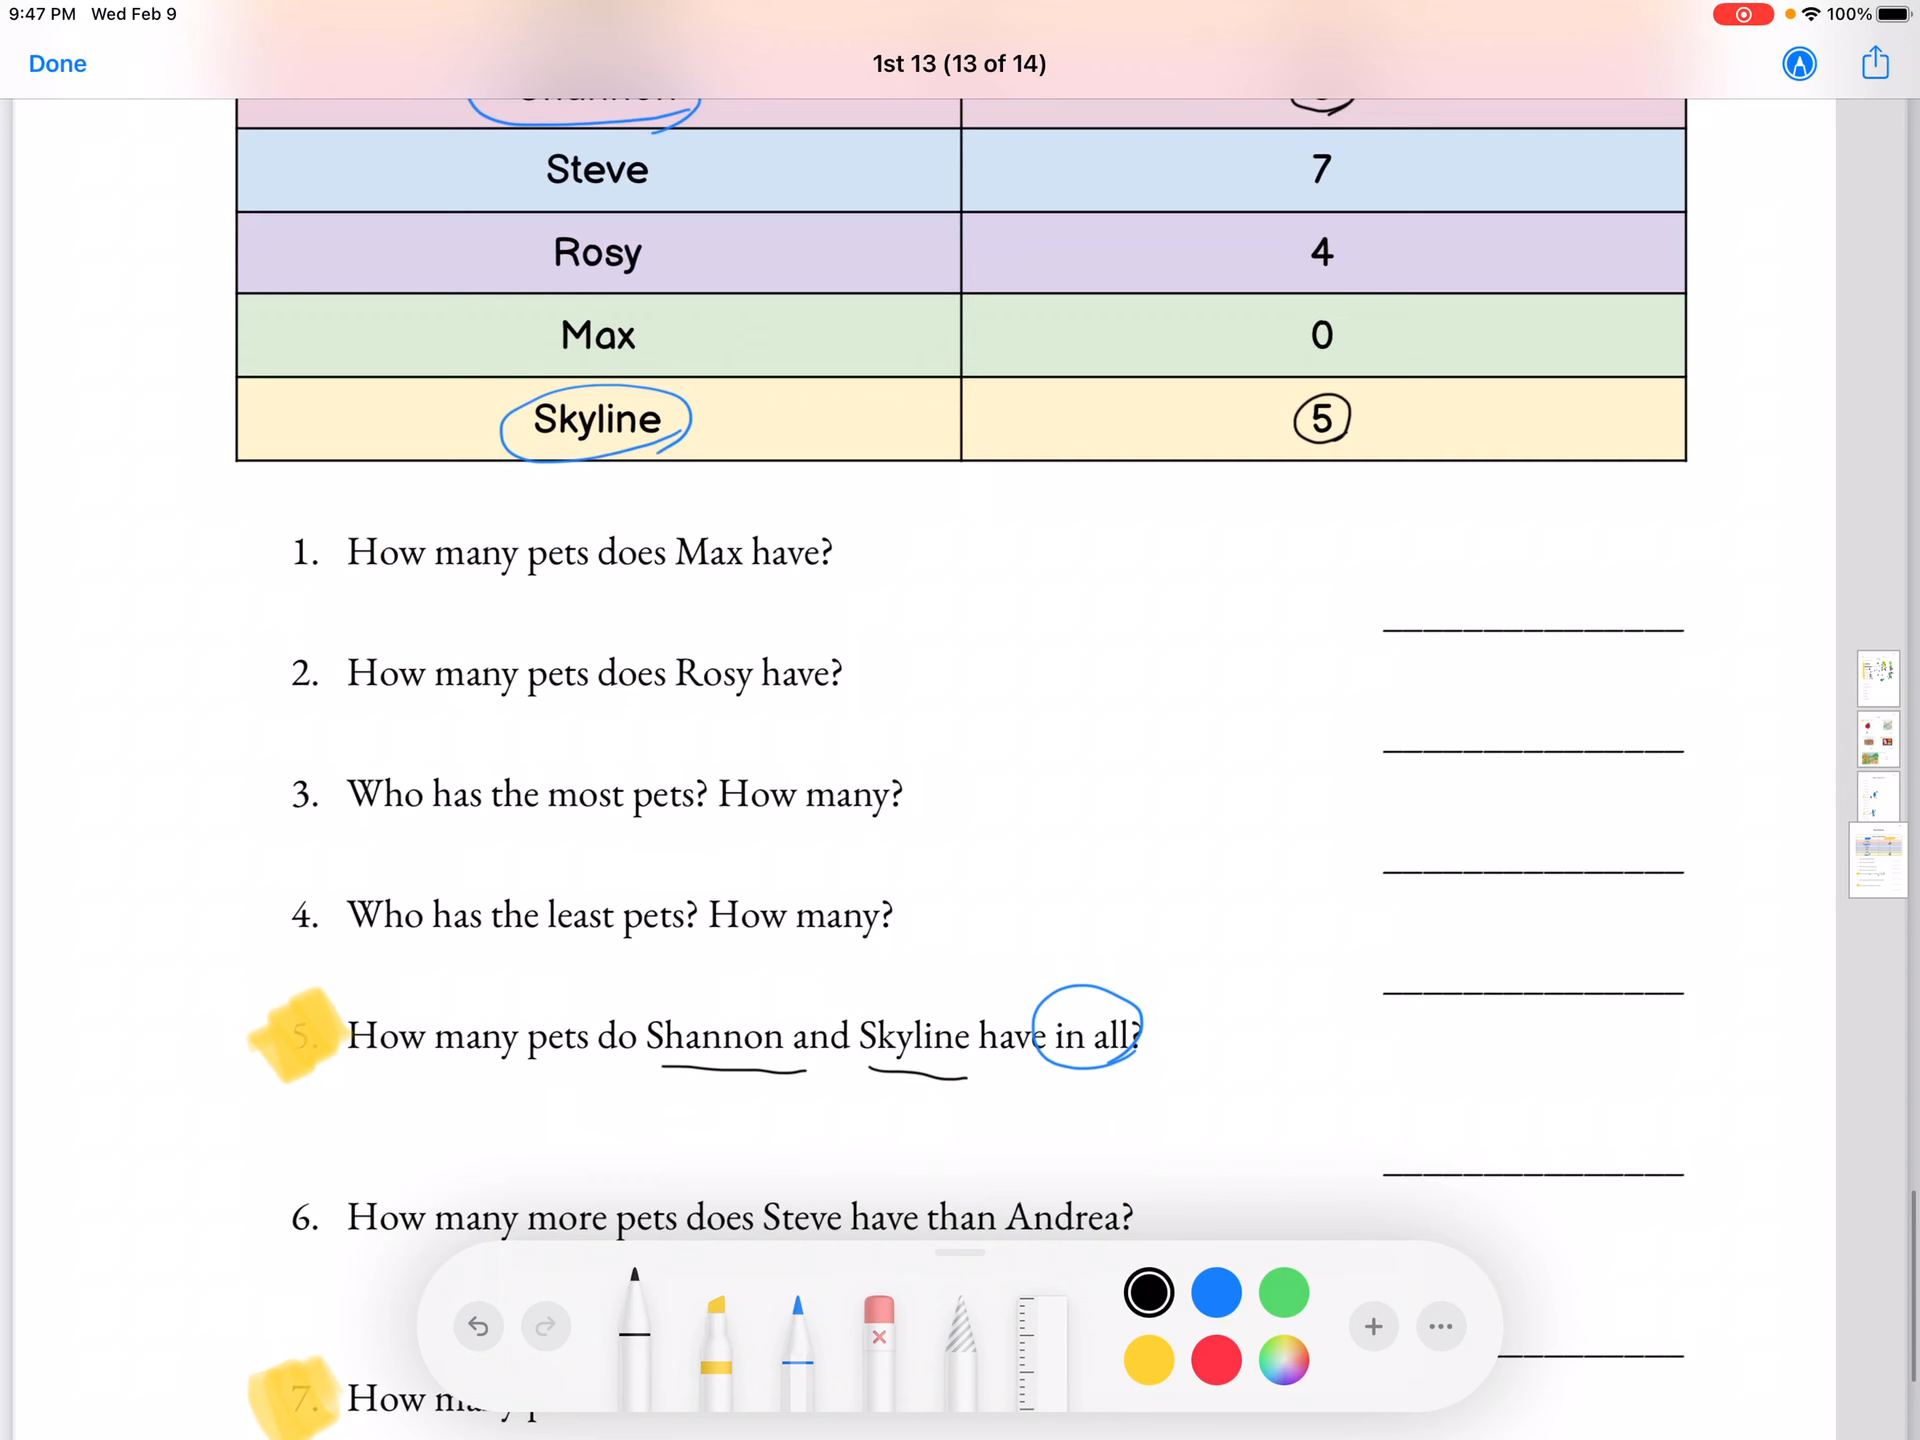 9:47 PM Wed Feb 9
100%
Done
1st 13 (13 of 14)
Steve 7
Rosy 4
Max 0
Skyline 5
1. How many pets does Max have?
2. How many pets does Rosy have?
3. Who has the most pets? How many?
4. Who has the least pets? How many?
5. How many pets do Shannon and Skyline have in all?
6. How many more pets does Steve have than Andrea?
7. How many